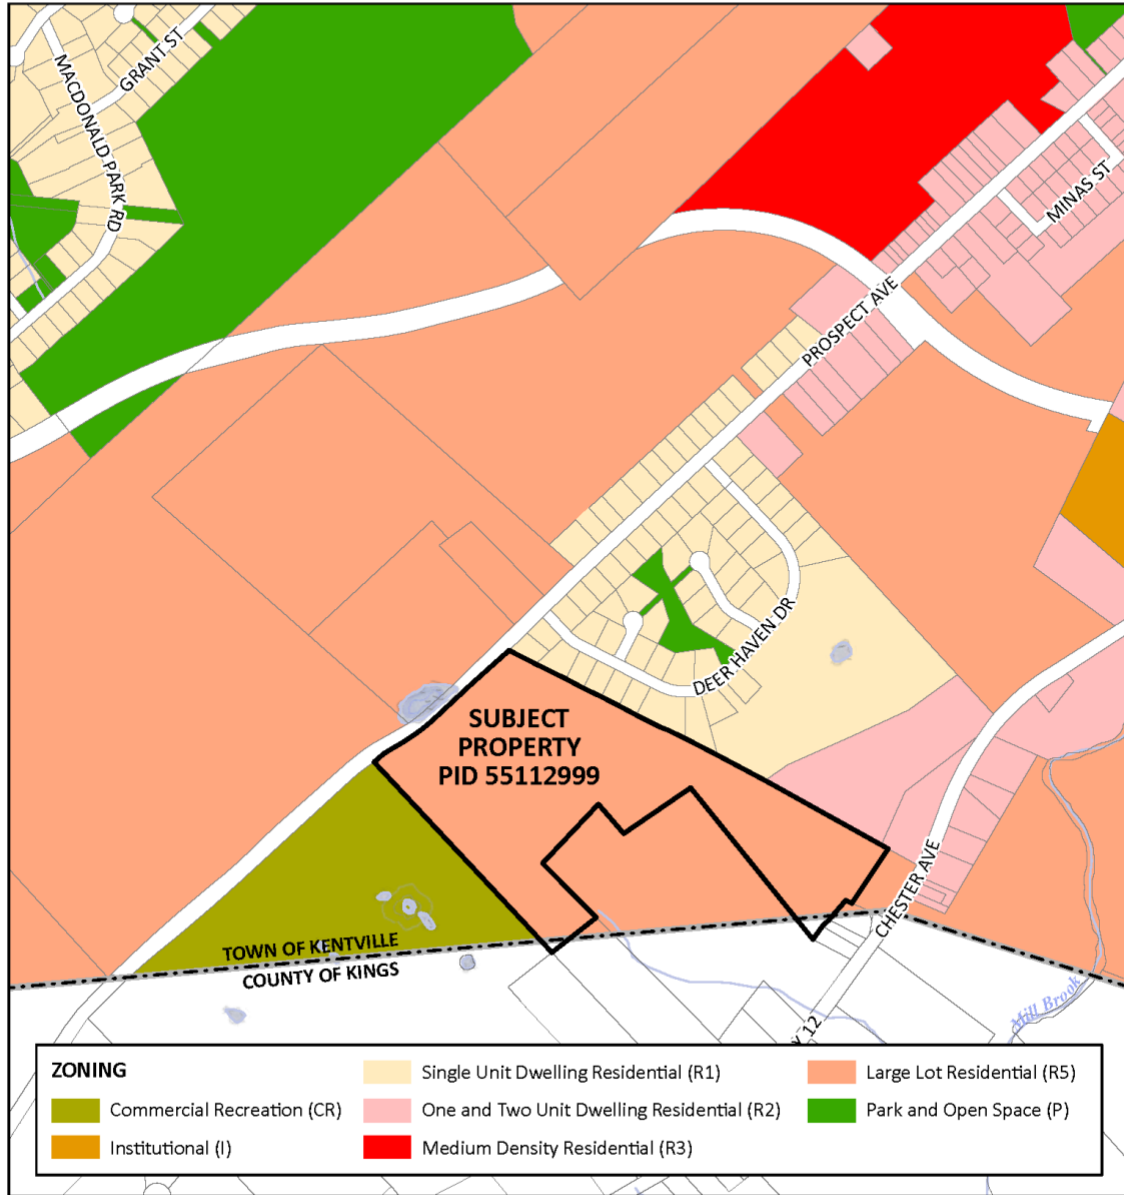 GRANT ST
MACDONALD PARK RD
MINAS ST
PROSPECT AVE
DEER HAVEN DR
SUBJECT
PROPERTY
PID 55112999
CHESTER AVE
TOWN OF KENTVILLE
COUNTY OF KINGS
Mill Brook
12
ZONING
Commercial Recreation (CR)
Institutional (I)
Single Unit Dwelling Residential (R1)
One and Two Unit Dwelling Residential (R2)
Medium Density Residential (R3)
Large Lot Residential (R5)
Park and Open Space (P)